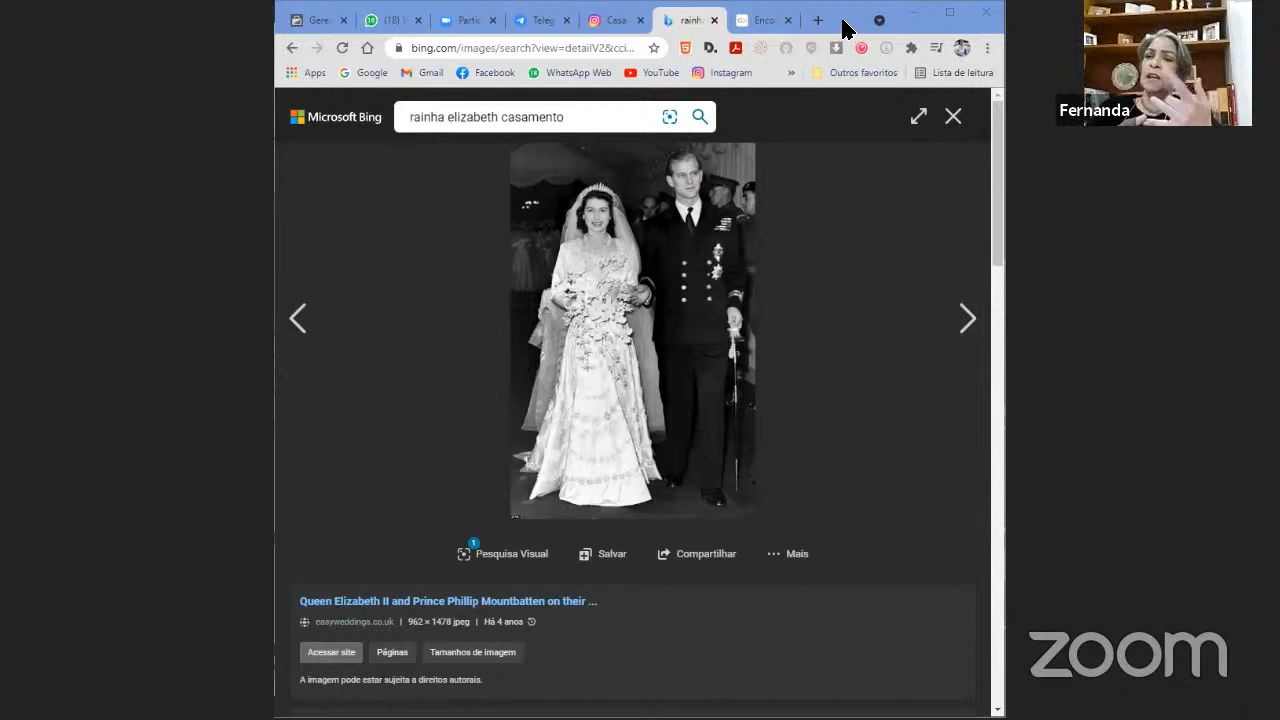 Gere
(18) W
Partic
Teleg
Casa
rainh
Enco
bing.com/images/search?view=detailV2&cci...
Apps
Google
Gmail
Facebook
WhatsApp Web
YouTube
Instagram
»
Outros favoritos
Lista de leitura
Fernanda
Microsoft Bing
rainha elizabeth casamento
1
Pesquisa Visual
Salvar
Compartilhar
... Mais
Queen Elizabeth II and Prince Phillip Mountbatten on their ...
easyweddings.co.uk | 962 × 1478 jpeg | Há 4 anos
Acessar site
Páginas
Tamanhos de imagem
A imagem pode estar sujeita a direitos autorais.
zoom